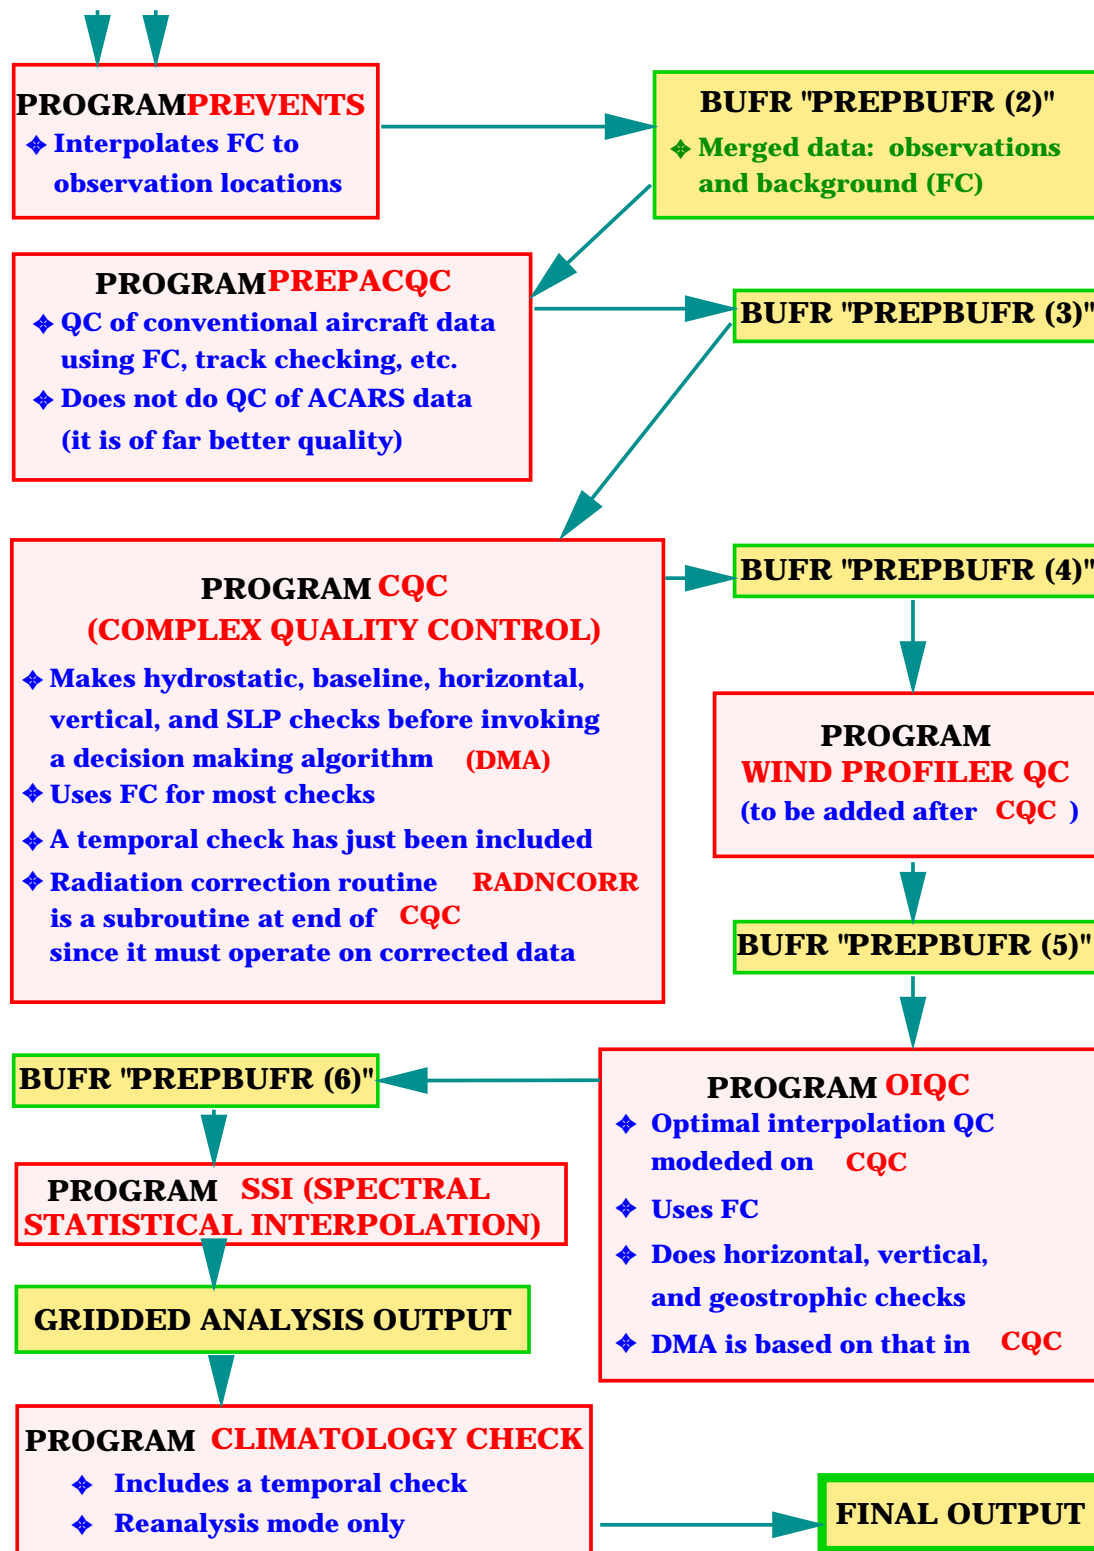 PROGRAM PREVENTS
Interpolates FC to
observation locations
BUFR "PREPBUFR (2)"
Merged data: observations
and background (FC)
PROGRAM PREPACQC
QC of conventional aircraft data
using FC, track checking, etc.
Does not do QC of ACARS data
(it is of far better quality)
BUFR "PREPBUFR (3)"
PROGRAM CQC
(COMPLEX QUALITY CONTROL)
Makes hydrostatic, baseline, horizontal,
vertical, and SLP checks before invoking
a decision making algorithm (DMA)
Uses FC for most checks
A temporal check has just been included
Radiation correction routine RADNCORR
is a subroutine at end of CQC
since it must operate on corrected data
BUFR "PREPBUFR (4)"
PROGRAM
WIND PROFILER QC
(to be added after CQC )
BUFR "PREPBUFR (5)"
PROGRAM OIQC
Optimal interpolation QC
modeded on CQC
Uses FC
Does horizontal, vertical,
and geostrophic checks
DMA is based on that in CQC
BUFR "PREPBUFR (6)"
PROGRAM SSI (SPECTRAL
STATISTICAL INTERPOLATION)
GRIDDED ANALYSIS OUTPUT
PROGRAM CLIMATOLOGY CHECK
Includes a temporal check
Reanalysis mode only
FINAL OUTPUT